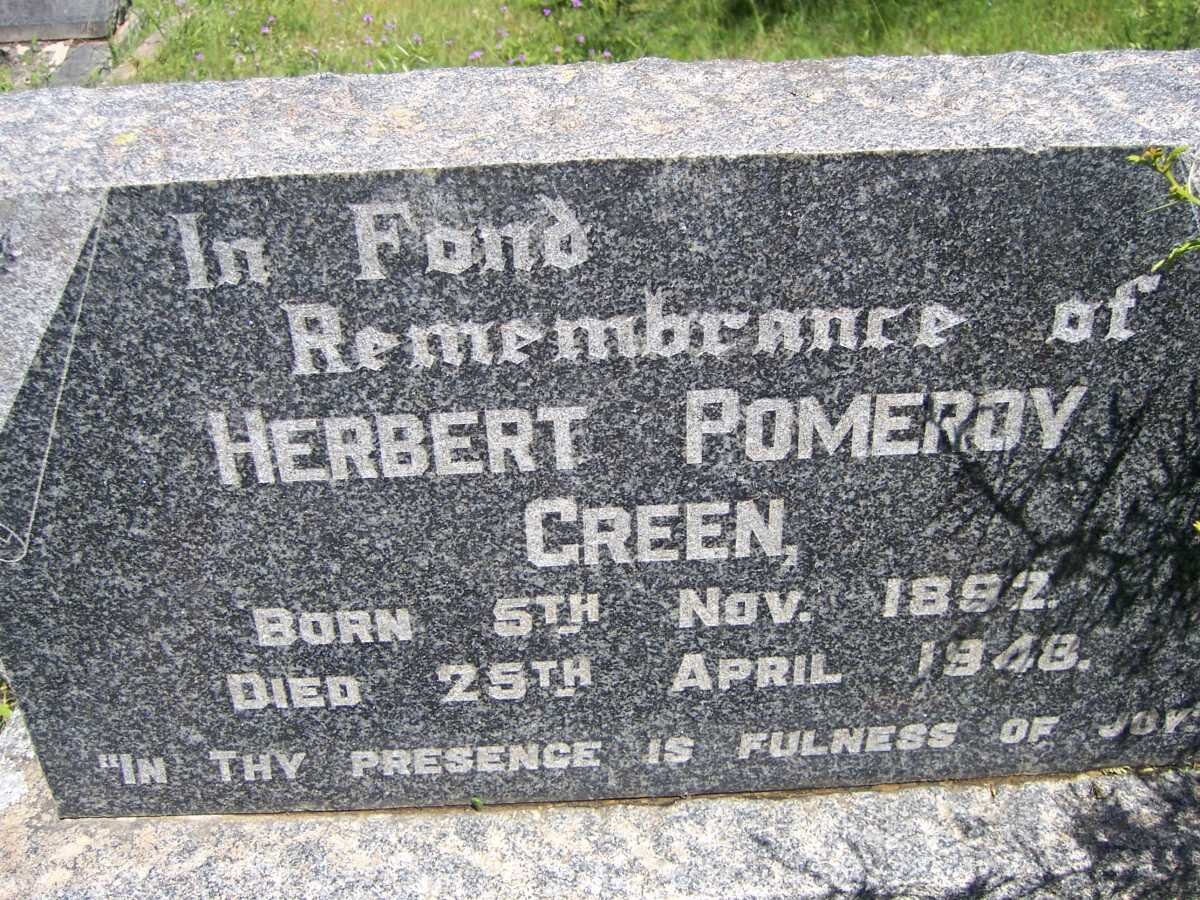 In Fond
Remembrance of
HERBERT POMEROY
GREEN,
BORN 5TH NOV. 1892.
DIED 25TH APRIL 1948.
"IN THY PRESENCE IS FULNESS OF JOY."